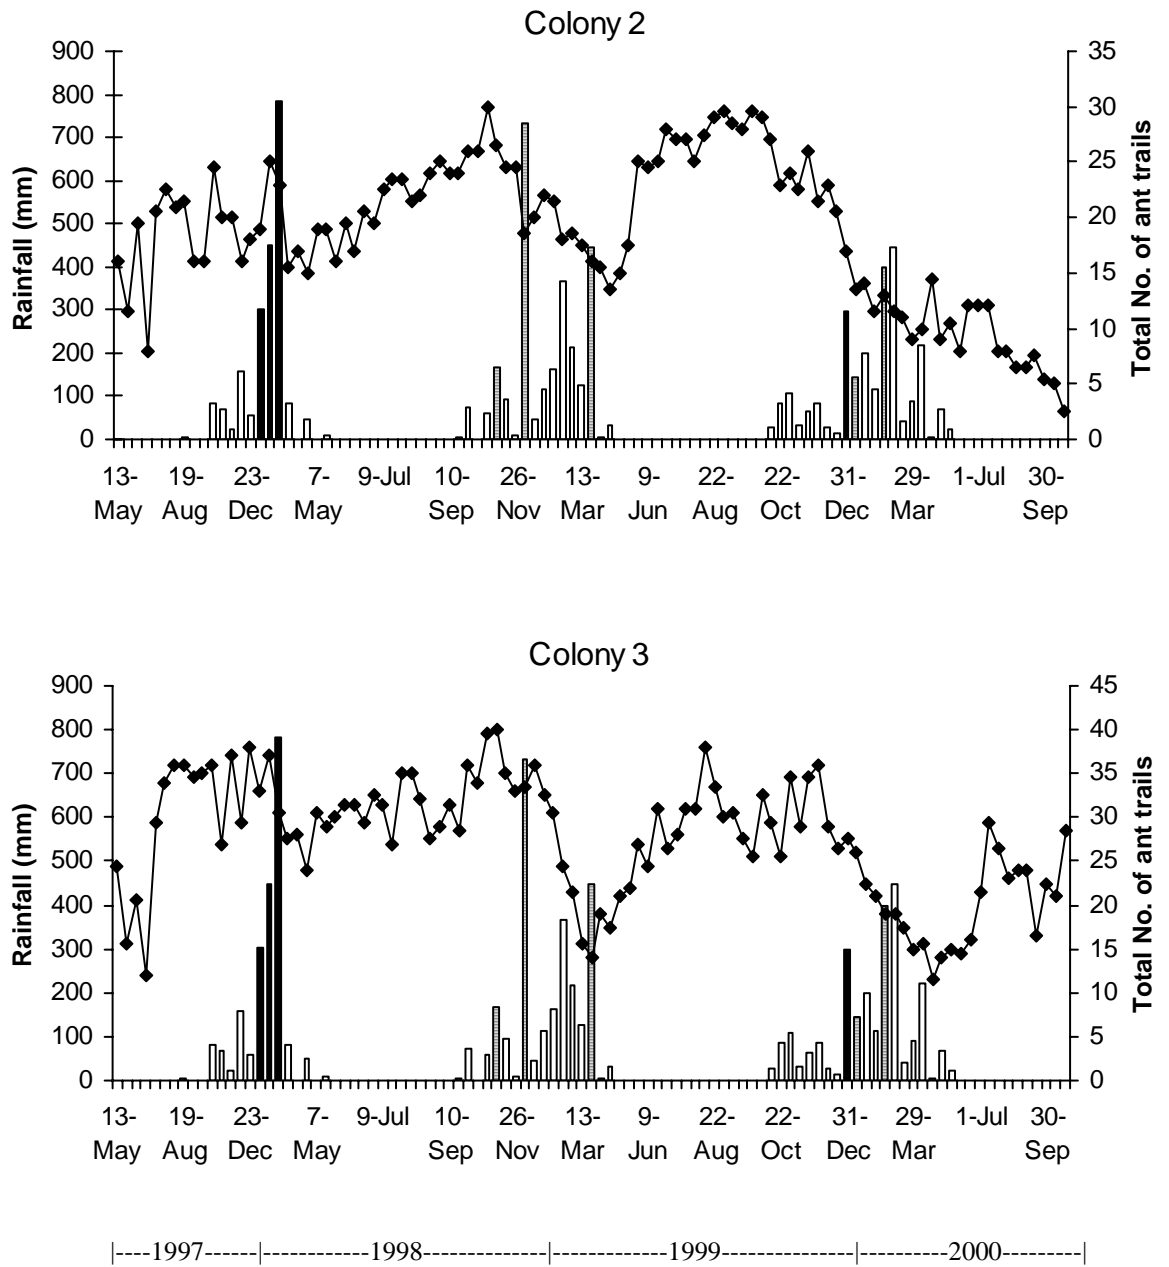 Colony 2
900 35
800 30
700 25
600
500 20
400 15
300 10
200
100 5
0 0
Rainfall (mm)
Total No. of ant trails
13- 19- 23- 7- 9-Jul 10- 26- 13- 9- 22- 22- 31- 29- 1-Jul 30-
May Aug Dec May Sep Nov Mar Jun Aug Oct Dec Mar Sep
Colony 3
900 45
800 40
700 35
600 30
500 25
400 20
300 15
200 10
100 5
0 0
Rainfall (mm)
Total No. of ant trails
13- 19- 23- 7- 9-Jul 10- 26- 13- 9- 22- 22- 31- 29- 1-Jul 30-
May Aug Dec May Sep Nov Mar Jun Aug Oct Dec Mar Sep
|----1997------|------------1998--------------|------------1999---------------|----------2000---------|